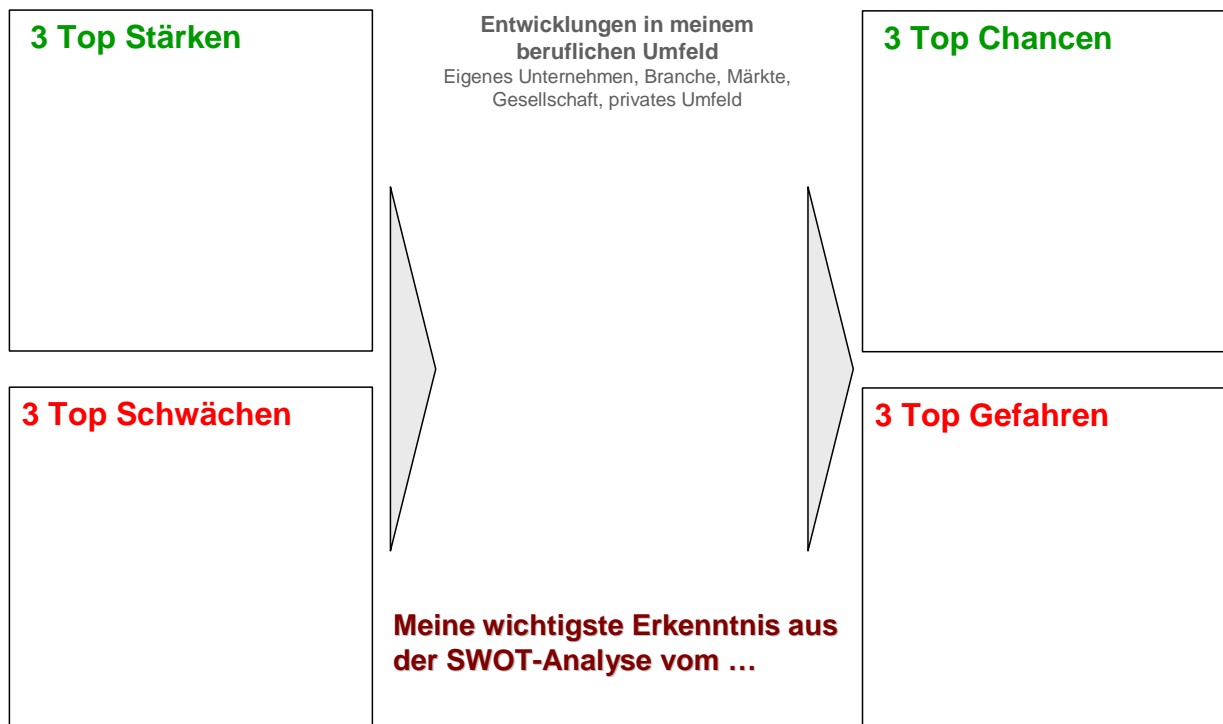 3 Top Stärken
Entwicklungen in meinem
beruflichen Umfeld
Eigenes Unternehmen, Branche, Märkte,
Gesellschaft, privates Umfeld
3 Top Chancen
3 Top Schwächen
3 Top Gefahren
Meine wichtigste Erkenntnis aus
der SWOT-Analyse vom …